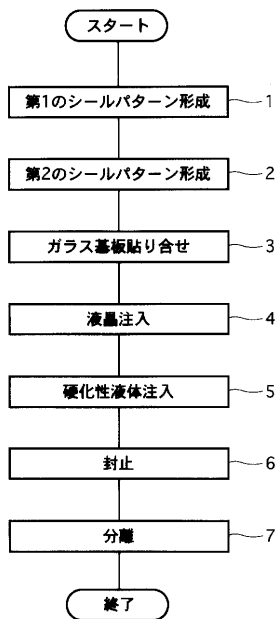 スタート
第1のシールパターン形成 1
第2のシールパターン形成 2
ガラス基板貼り合せ 3
液晶注入 4
硬化性液体注入 5
封止 6
分離 7
終了